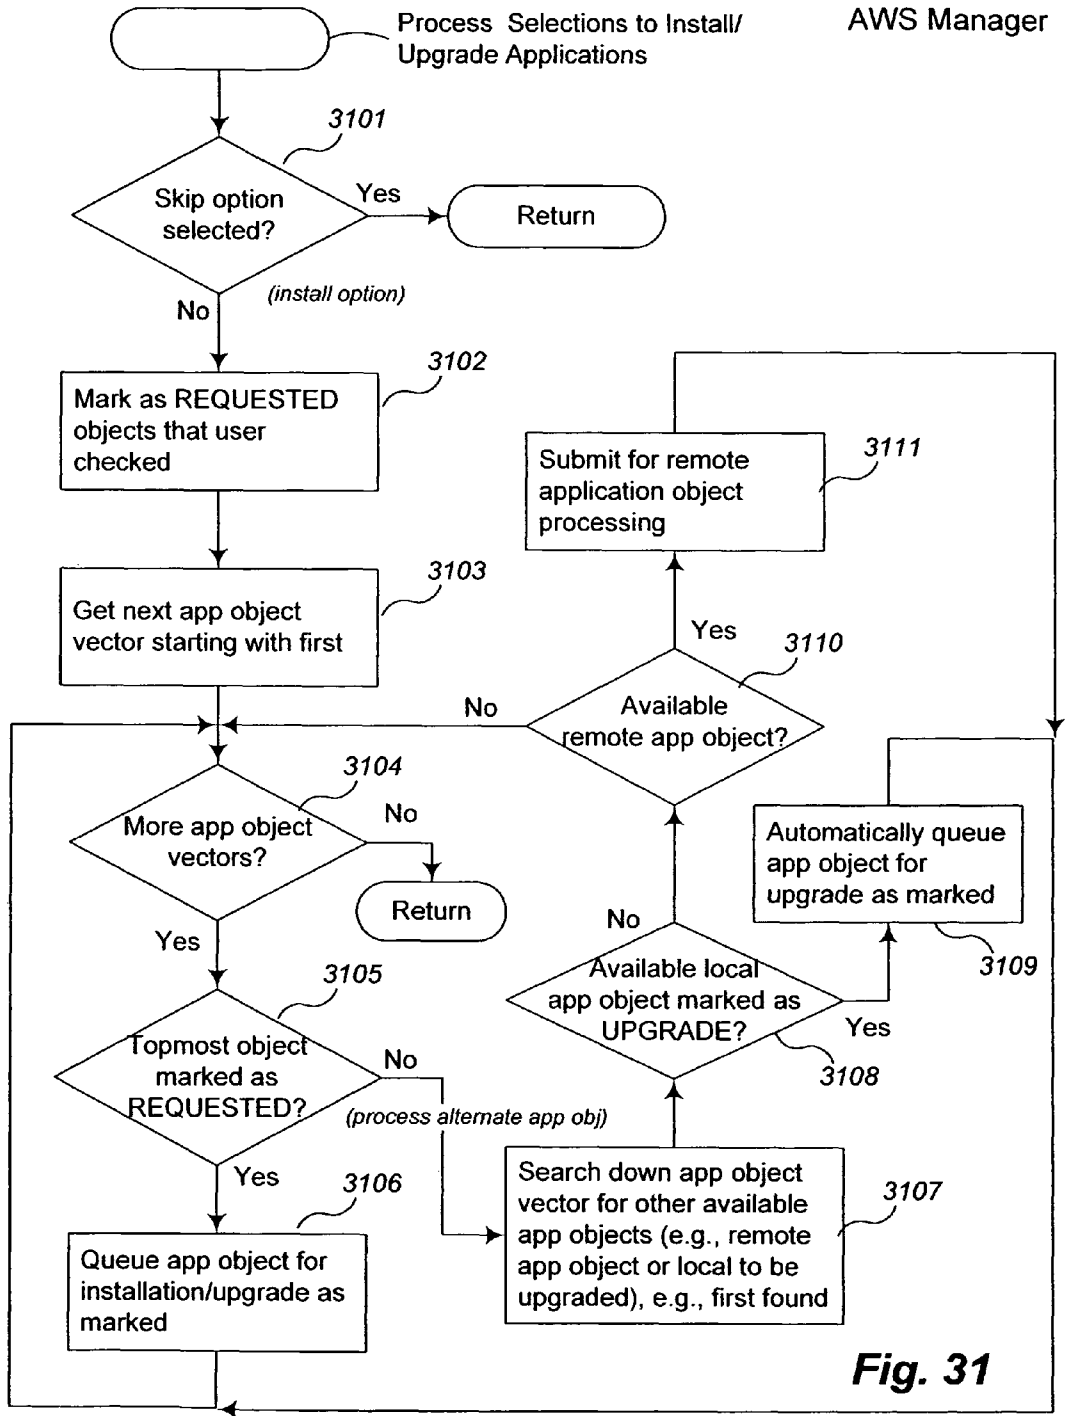 Process Selections to Install/
Upgrade Applications
AWS Manager
3101
Skip option
selected?
Yes
Return
(install option)
No
3102
Mark as REQUESTED
objects that user
checked
3103
Get next app object
vector starting with first
3104
More app object
vectors?
No
Return
Yes
3105
Topmost object
marked as
REQUESTED?
No
(process alternate app obj)
Yes
3106
Queue app object for
installation/upgrade as
marked
3107
Search down app object
vector for other available
app objects (e.g., remote
app object or local to be
upgraded), e.g., first found
3108
Available local
app object marked as
UPGRADE?
Yes
No
3109
Automatically queue
app object for
upgrade as marked
3110
Available
remote app object?
No
Yes
3111
Submit for remote
application object
processing
Fig. 31